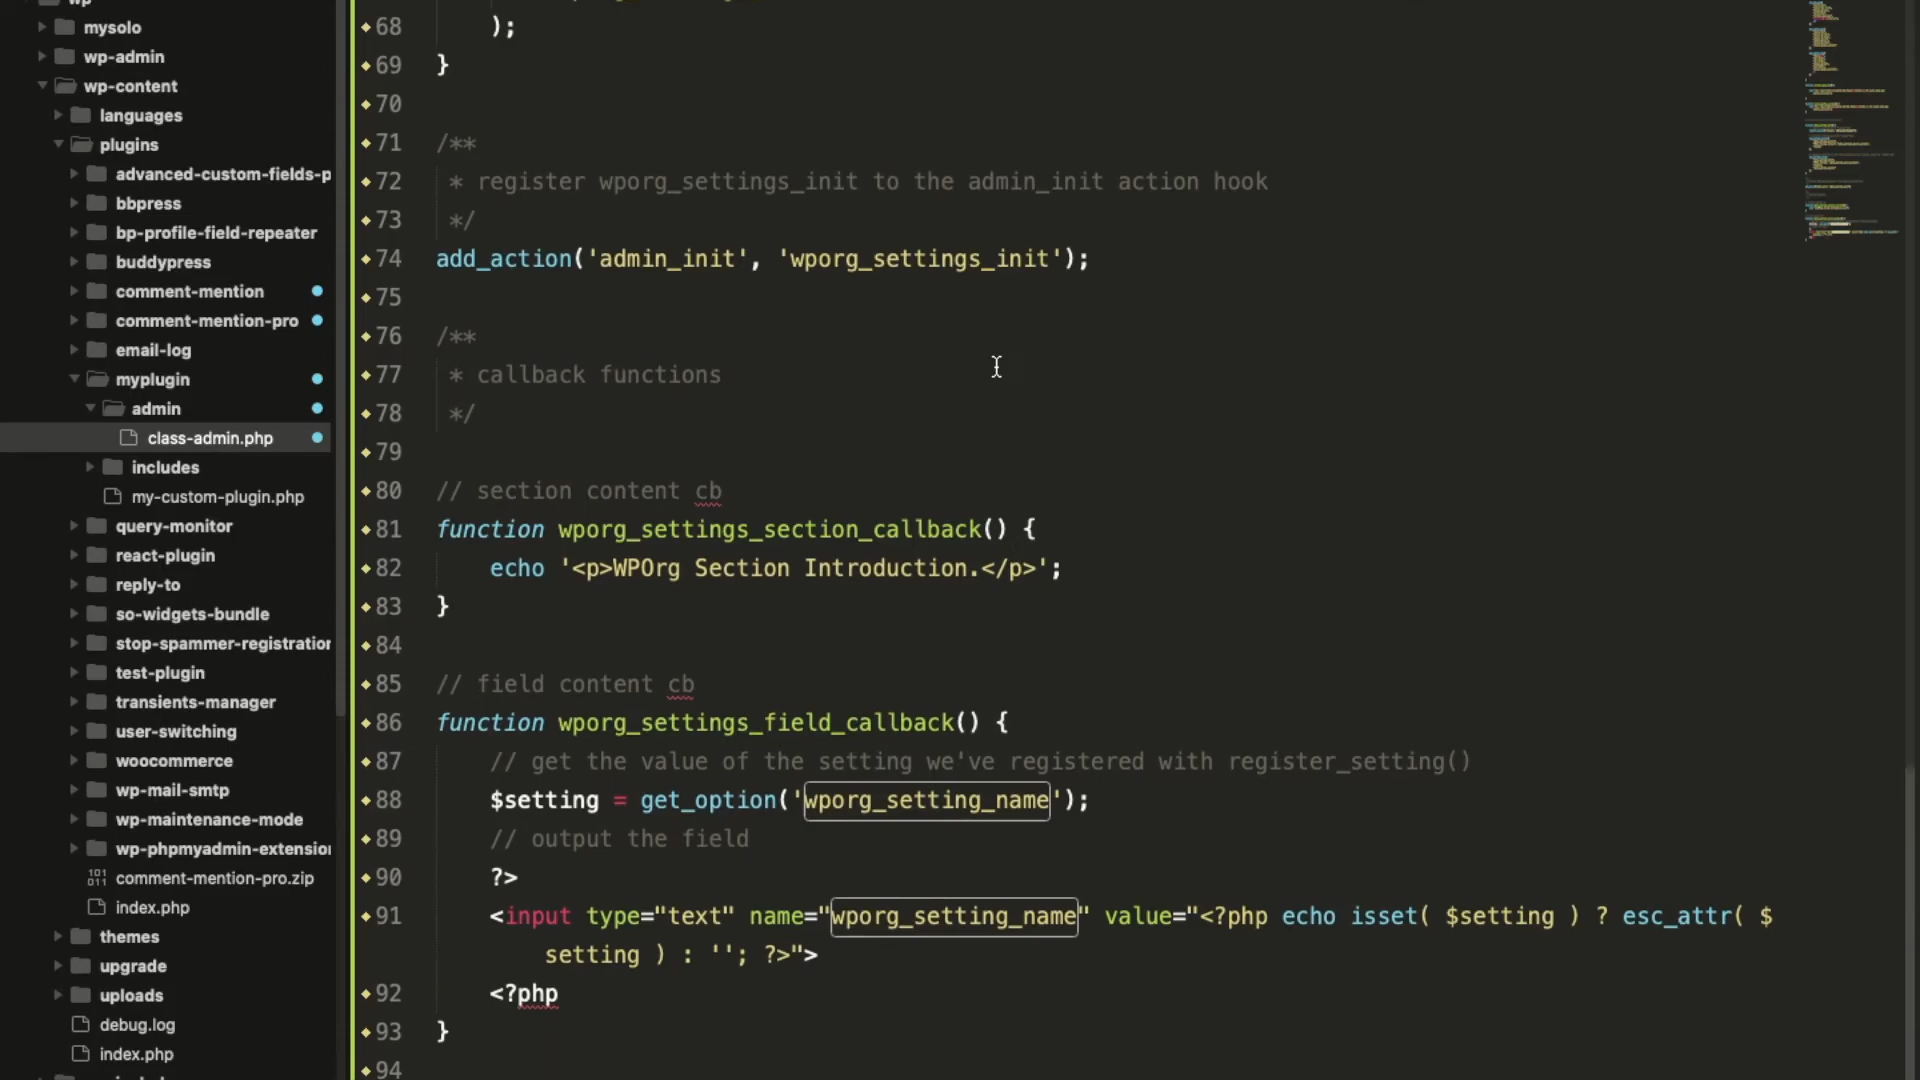 wp
mysolo
wp-admin
wp-content
languages
plugins
advanced-custom-fields-p
bbpress
bp-profile-field-repeater
buddypress
comment-mention
comment-mention-pro
email-log
myplugin
admin
class-admin.php
includes
my-custom-plugin.php
query-monitor
react-plugin
reply-to
so-widgets-bundle
stop-spammer-registration
test-plugin
transients-manager
user-switching
woocommerce
wp-mail-smtp
wp-maintenance-mode
wp-phpmyadmin-extension
comment-mention-pro.zip
index.php
themes
upgrade
uploads
debug.log
index.php
68 );
69 }
70
71 /**
72 * register wporg_settings_init to the admin_init action hook
73 */
74 add_action('admin_init', 'wporg_settings_init');
75
76 /**
77 * callback functions
78 */
79
80 // section content cb
81 function wporg_settings_section_callback() {
82 echo '<p>WPOrg Section Introduction.</p>';
83 }
84
85 // field content cb
86 function wporg_settings_field_callback() {
87 // get the value of the setting we've registered with register_setting()
88 $setting = get_option('wporg_setting_name');
89 // output the field
90 ?>
91 <input type="text" name="wporg_setting_name" value="<?php echo isset( $setting ) ? esc_attr( $
setting ) : ''; ?>">
92 <?php
93 }
94